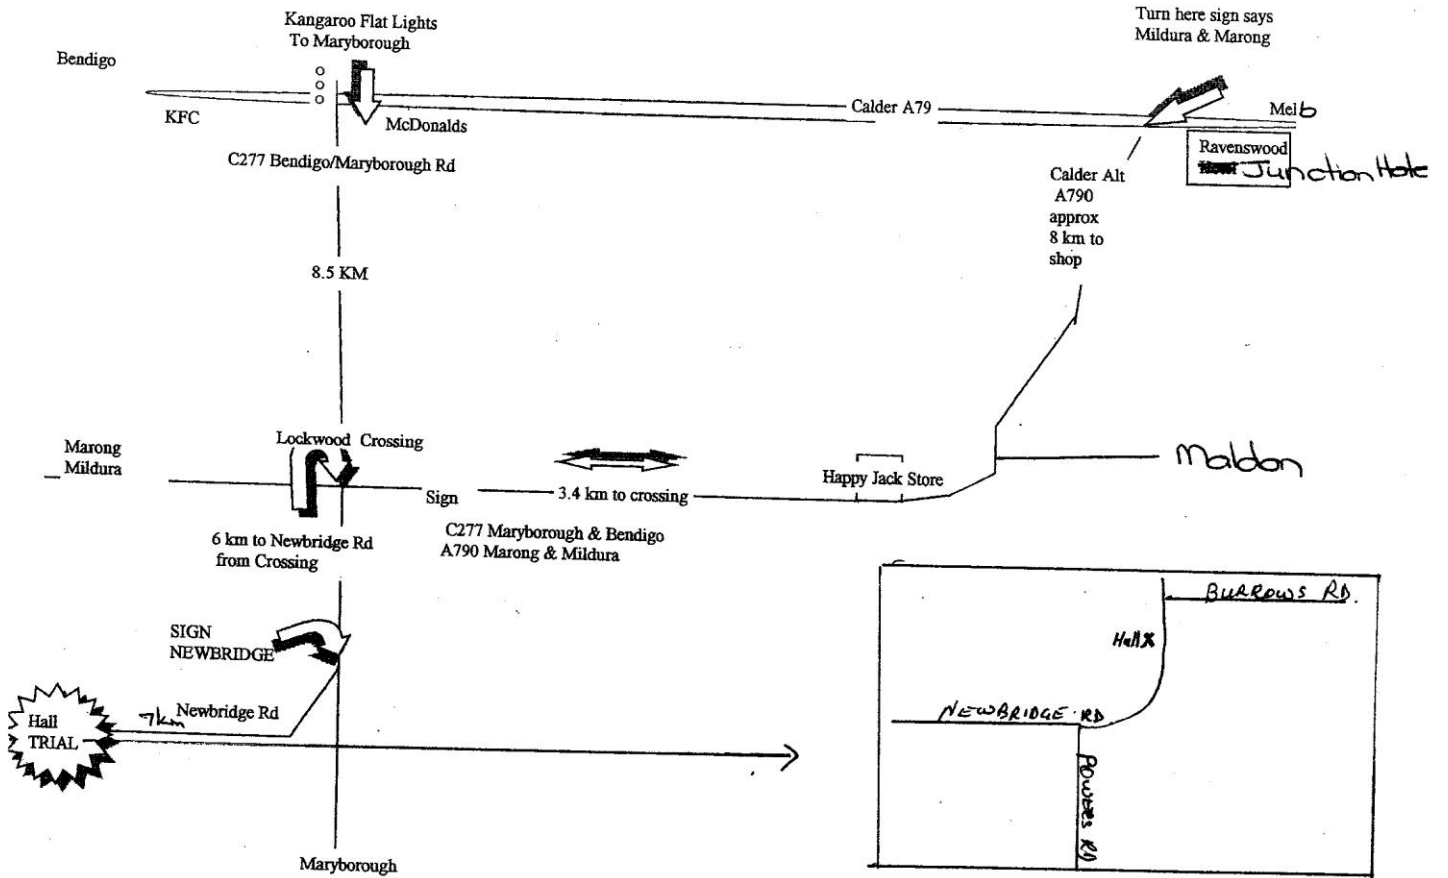 Kangaroo Flat Lights
To Maryborough
Turn here sign says
Mildura & Marong
Bendigo
KFC
McDonalds
Calder A79
Melb
Ravenswood
Junction Hote
C277 Bendigo/Maryborough Rd
Calder Alt
A790
approx
8 km to
shop
8.5 KM
Marong
Mildura
Lockwood Crossing
Sign
3.4 km to crossing
Happy Jack Store
Maldon
C277 Maryborough & Bendigo
A790 Marong & Mildura
6 km to Newbridge Rd
from Crossing
SIGN
NEWBRIDGE
Hall
TRIAL
7km
Newbridge Rd
Maryborough
BURROWS RD.
Hall X
NEWBRIDGE RD
POWERS RD